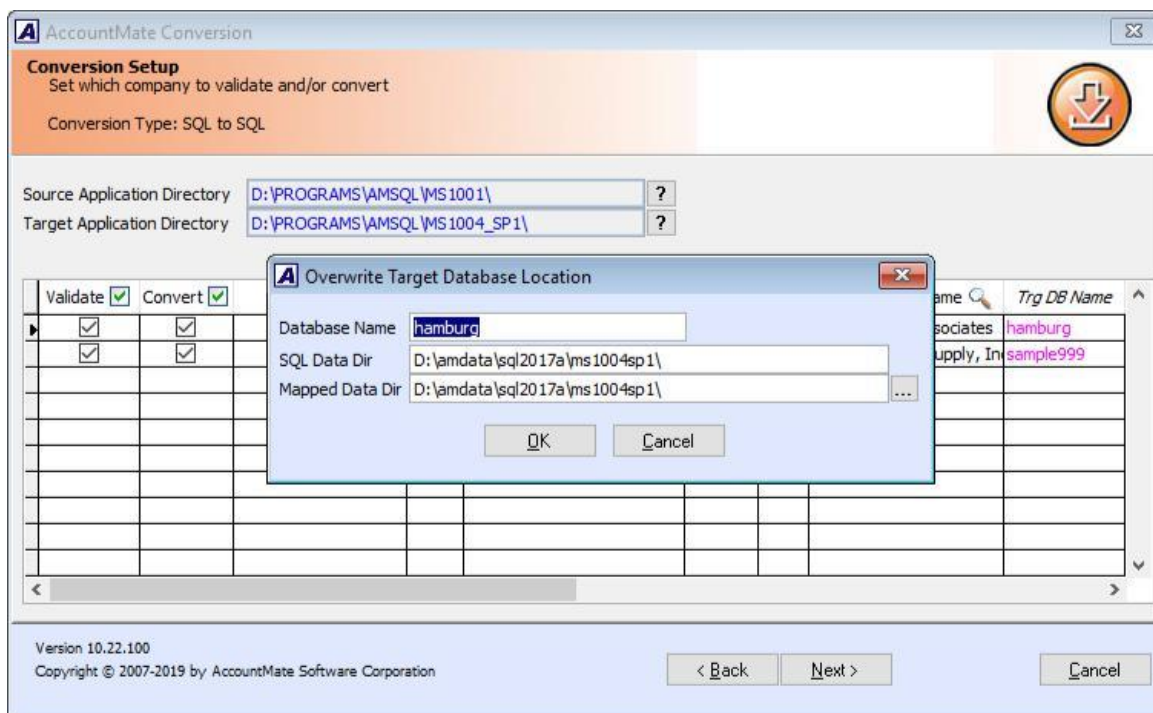 AccountMate Conversion
Conversion Setup
Set which company to validate and/or convert
Conversion Type: SQL to SQL
Source Application Directory D:\PROGRAMS\AMSQL\MS1001\ ?
Target Application Directory D:\PROGRAMS\AMSQL\MS1004_SP1\ ?
Overwrite Target Database Location
Validate Convert ame Trg DB Name
Database Name hamburg
sociates hamburg
SQL Data Dir D:\amdata\sql2017a\ms1004sp1\
upply, In sample999
Mapped Data Dir D:\amdata\sql2017a\ms1004sp1\ ...
OK Cancel
Version 10.22.100
Copyright © 2007-2019 by AccountMate Software Corporation
< Back Next > Cancel